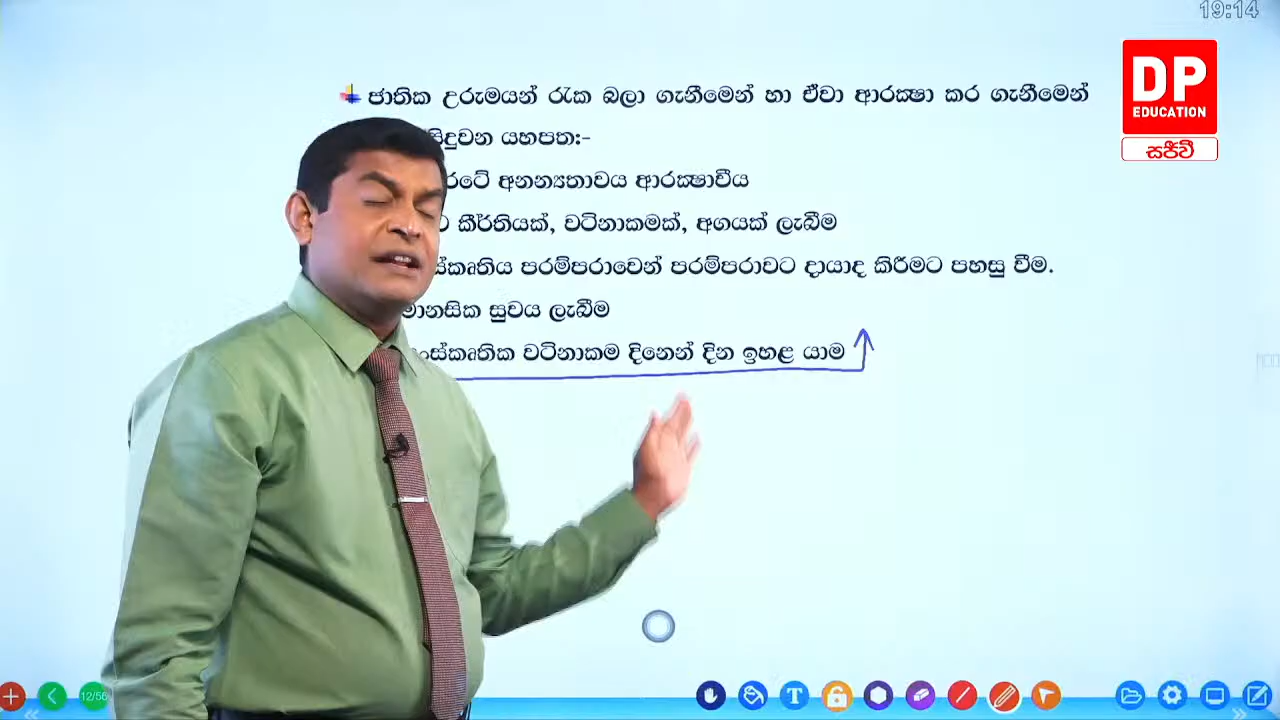 19:14
DP
EDUCATION
සජීවී
ජාතික උරුමයන් රැක බලා ගැනීමෙන් හා ඒවා ආරක්‍ෂා කර ගැනීමෙන්
සිදුවන යහපත:-
රටේ අනන්‍යතාවය ආරක්‍ෂාවීය
කීර්තියක්, වටිනාකමක්, අගයක් ලැබීම
පරම්පරාවෙන් පරම්පරාවට දායාද කිරීමට පහසු වීම.
මානසික සුවය ලැබීම
වටිනාකම දිනෙන් දින ඉහළ යාම
12/56